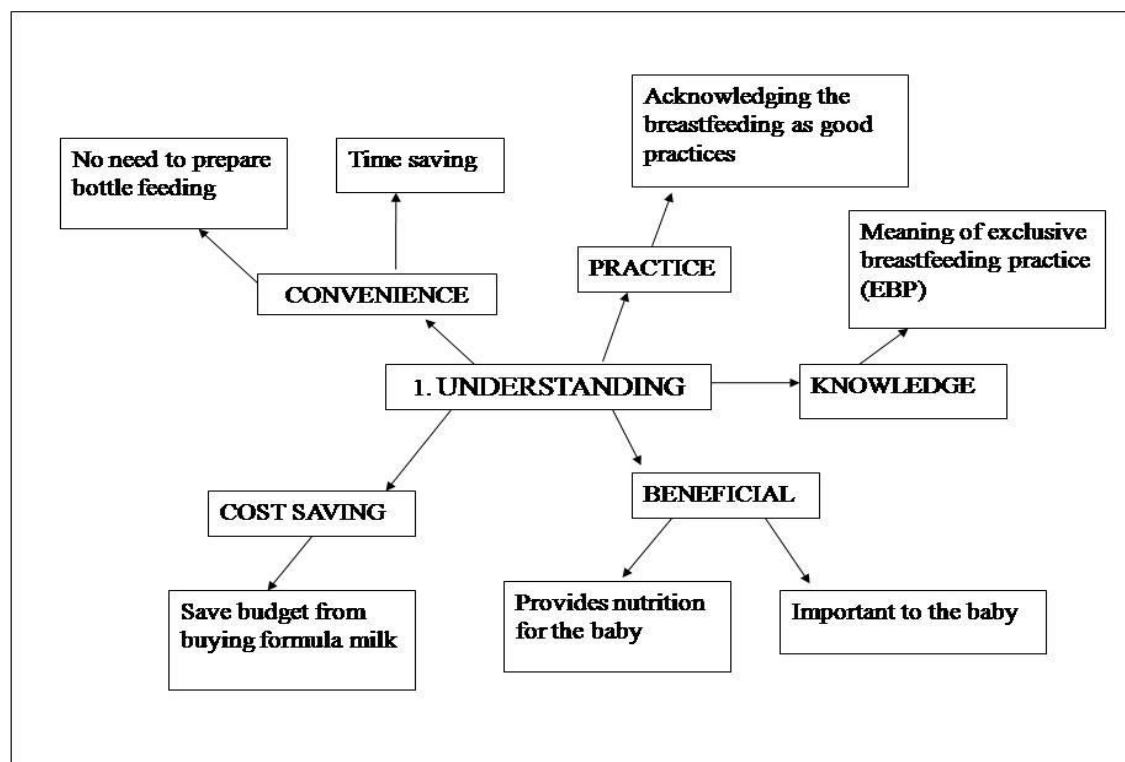 Acknowledging the
breastfeeding as good
practices
No need to prepare
bottle feeding
Time saving
Meaning of exclusive
breastfeeding practice
(EBP)
PRACTICE
CONVENIENCE
1. UNDERSTANDING
KNOWLEDGE
COST SAVING
BENEFICIAL
Save budget from
buying formula milk
Provides nutrition
for the baby
Important to the baby